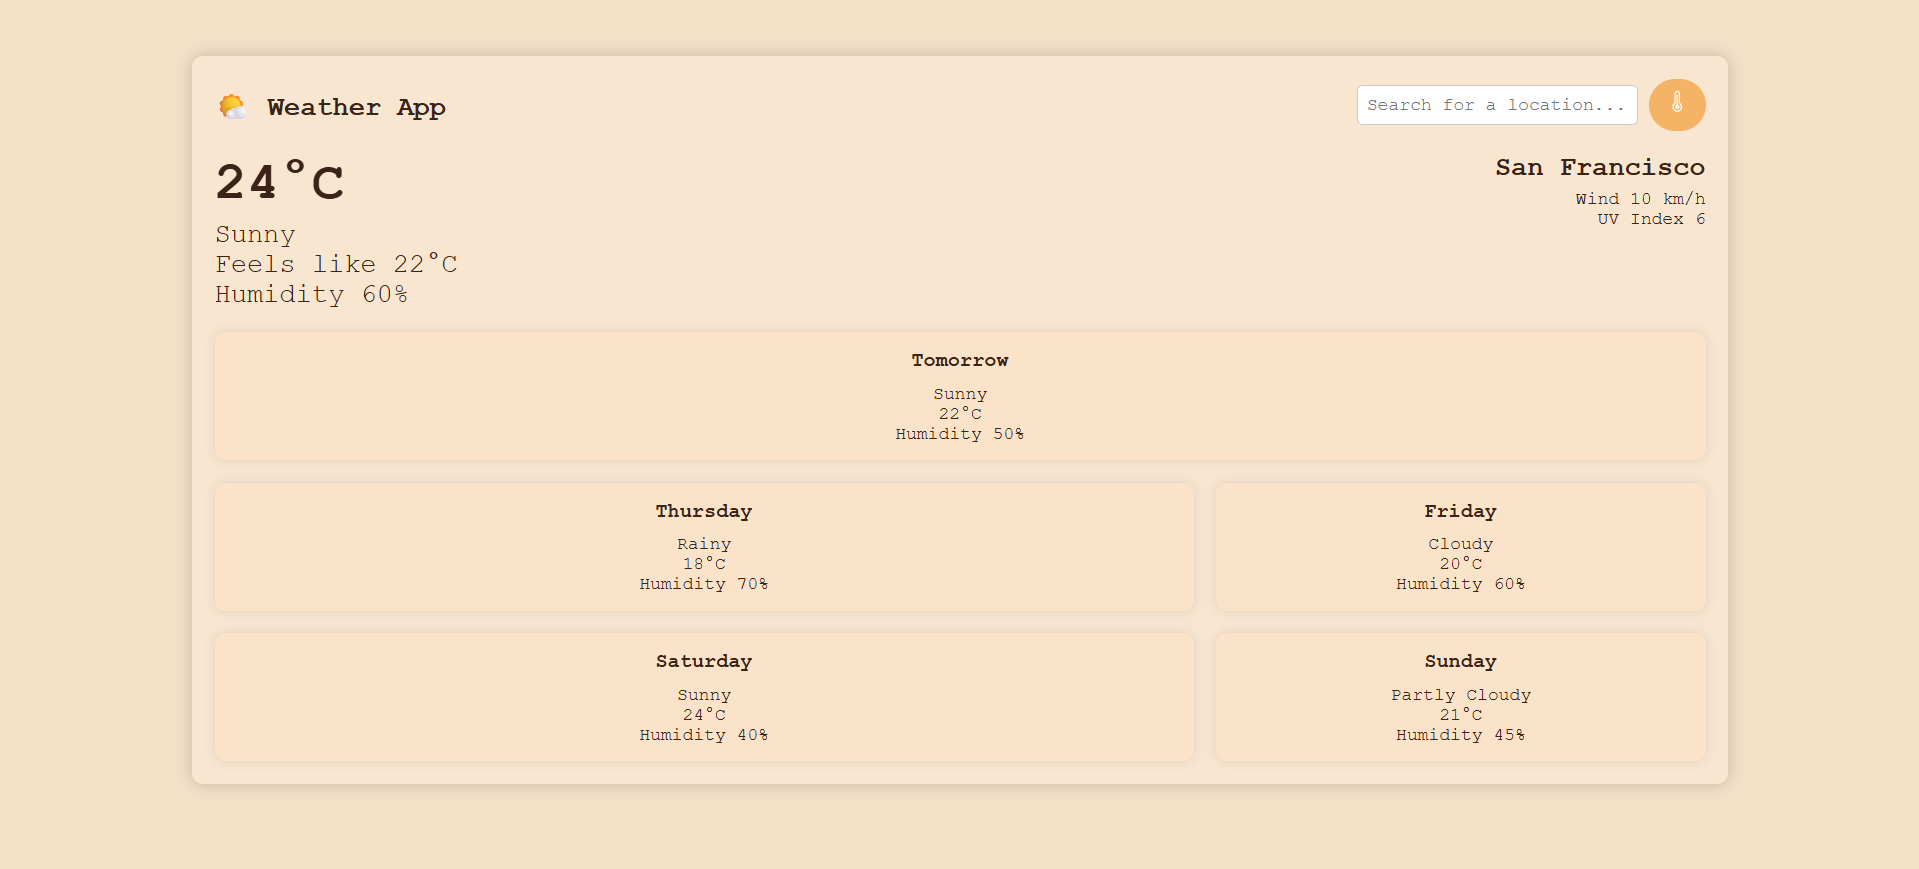 Weather App
Search for a location...
24°C
Sunny
Feels like 22°C
Humidity 60%
San Francisco
Wind 10 km/h
UV Index 6
Tomorrow
Sunny
22°C
Humidity 50%
Thursday
Rainy
18°C
Humidity 70%
Friday
Cloudy
20°C
Humidity 60%
Saturday
Sunny
24°C
Humidity 40%
Sunday
Partly Cloudy
21°C
Humidity 45%